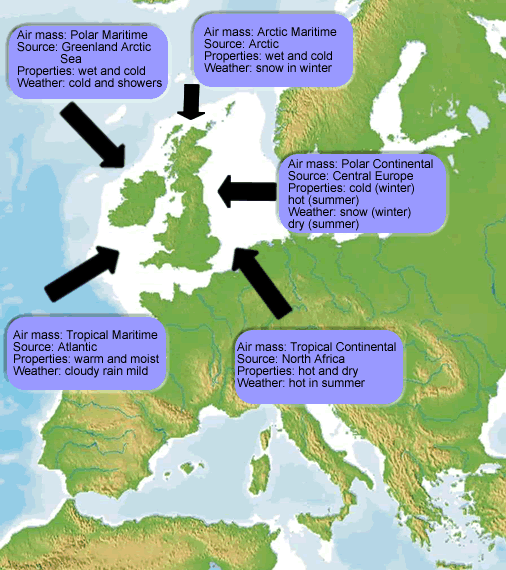 Air mass: Polar Maritime
Source: Greenland Arctic
Sea
Properties: wet and cold
Weather: cold and showers
Air mass: Arctic Maritime
Source: Arctic
Properties: wet and cold
Weather: snow in winter
Air mass: Polar Continental
Source: Central Europe
Properties: cold (winter)
hot (summer)
Weather: snow (winter)
dry (summer)
Air mass: Tropical Maritime
Source: Atlantic
Properties: warm and moist
Weather: cloudy rain mild
Air mass: Tropical Continental
Source: North Africa
Properties: hot and dry
Weather: hot in summer